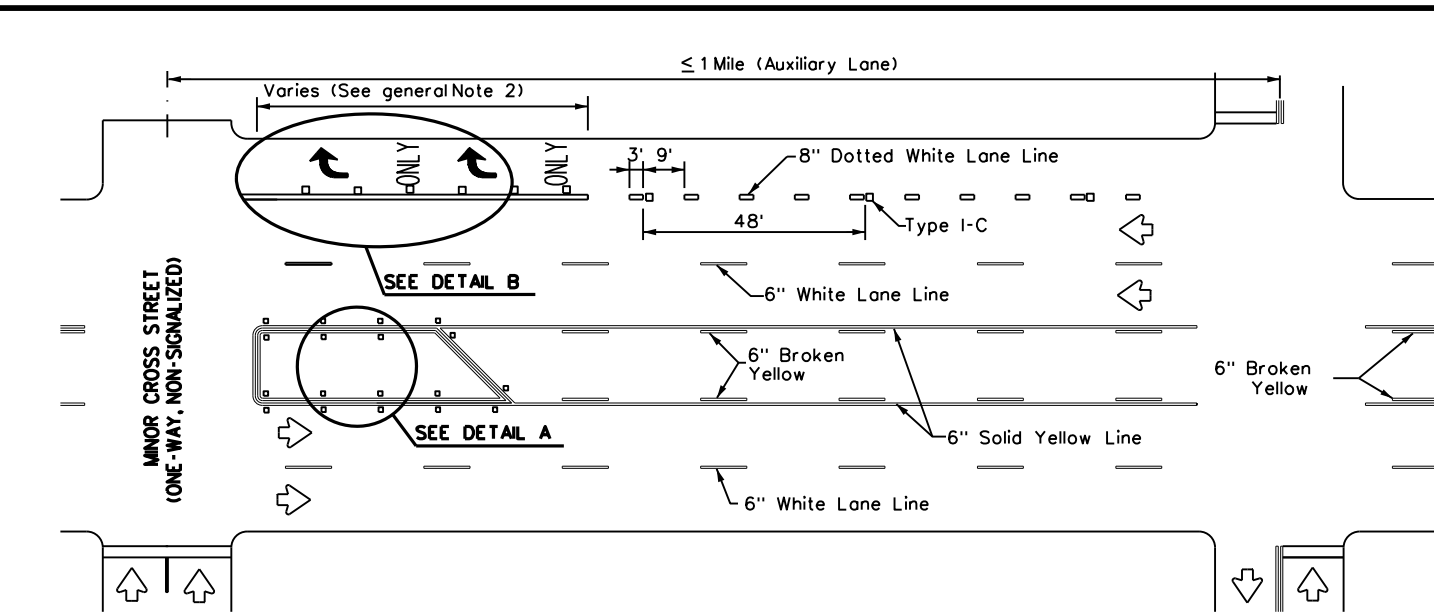 ≤ 1 Mile (Auxiliary Lane)
Varies (See general Note 2)
ONLY
ONLY
3' 9'
8" Dotted White Lane Line
48'
Type I-C
SEE DETAIL B
6" White Lane Line
MINOR CROSS STREET
(ONE-WAY, NON-SIGNALIZED)
6" Broken
Yellow
6" Broken
Yellow
SEE DETAIL A
6" Solid Yellow Line
6" White Lane Line